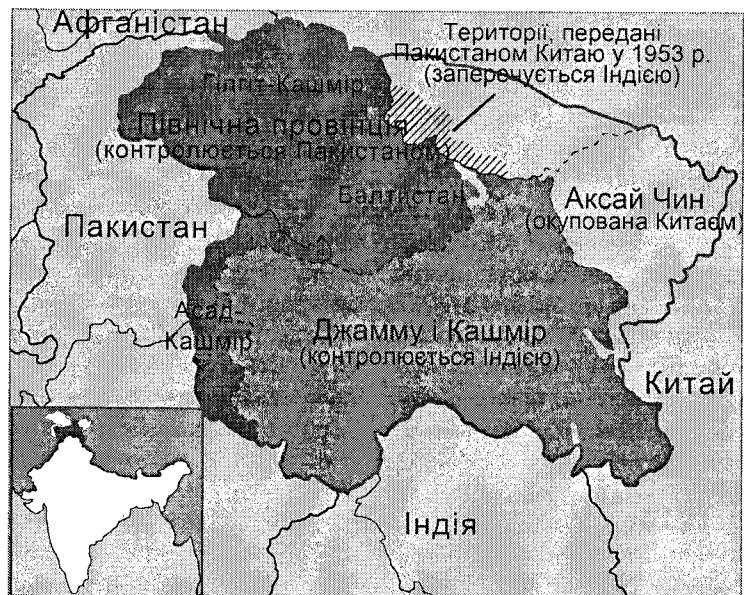 Афганістан
Території, передані
Пакистаном Китаю у 1953 р.
(заперечується Індією)
Гілгіт-Кашмір
Північна провінція
(контролюється Пакистаном)
Балтистан
Аксай Чин
(окупована Китаєм)
Пакистан
Асад-
Кашмір
Джамму і Кашмір
(контролюється Індією)
Китай
Індія